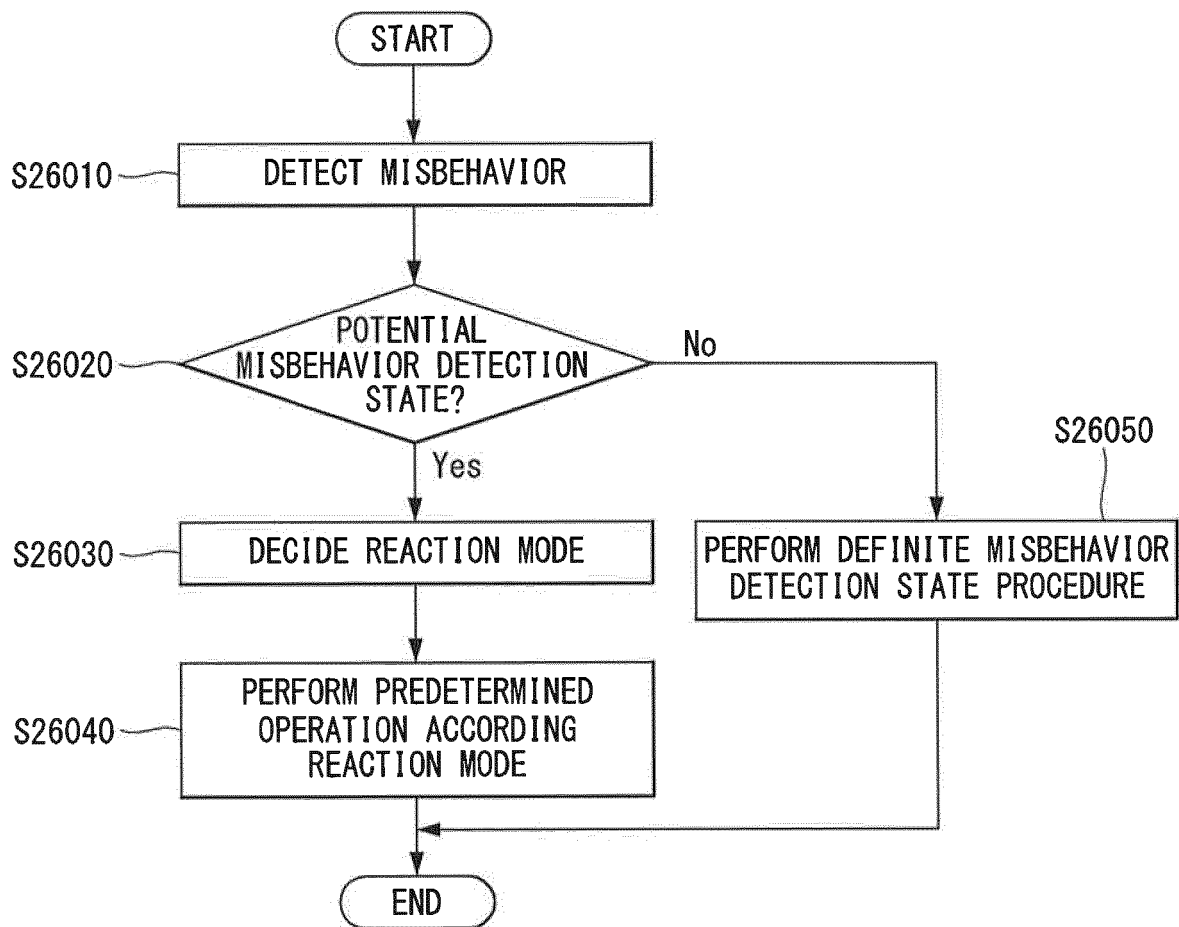 START
S26010
DETECT MISBEHAVIOR
S26020
POTENTIAL
MISBEHAVIOR DETECTION
STATE?
No
Yes
S26030
DECIDE REACTION MODE
S26050
PERFORM DEFINITE MISBEHAVIOR
DETECTION STATE PROCEDURE
S26040
PERFORM PREDETERMINED
OPERATION ACCORDING
REACTION MODE
END